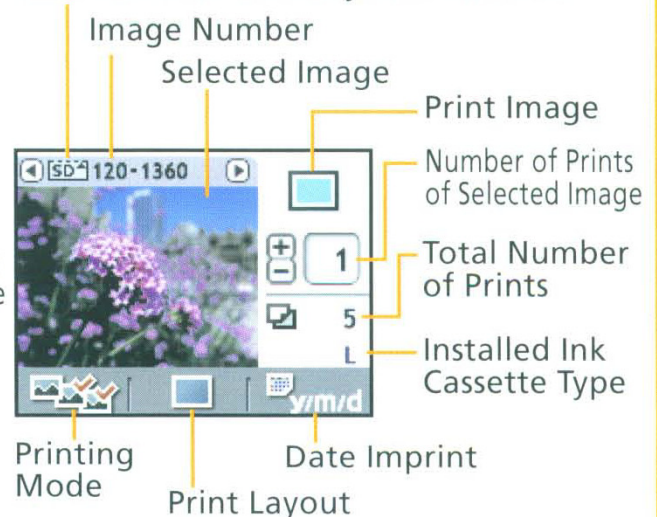 Image Number
Selected Image
Print Image
SD 120-1360
Number of Prints
of Selected Image
+
1
-
Total Number
of Prints
5
L
Installed Ink
Cassette Type
y/m/d
Printing
Mode
Date Imprint
Print Layout